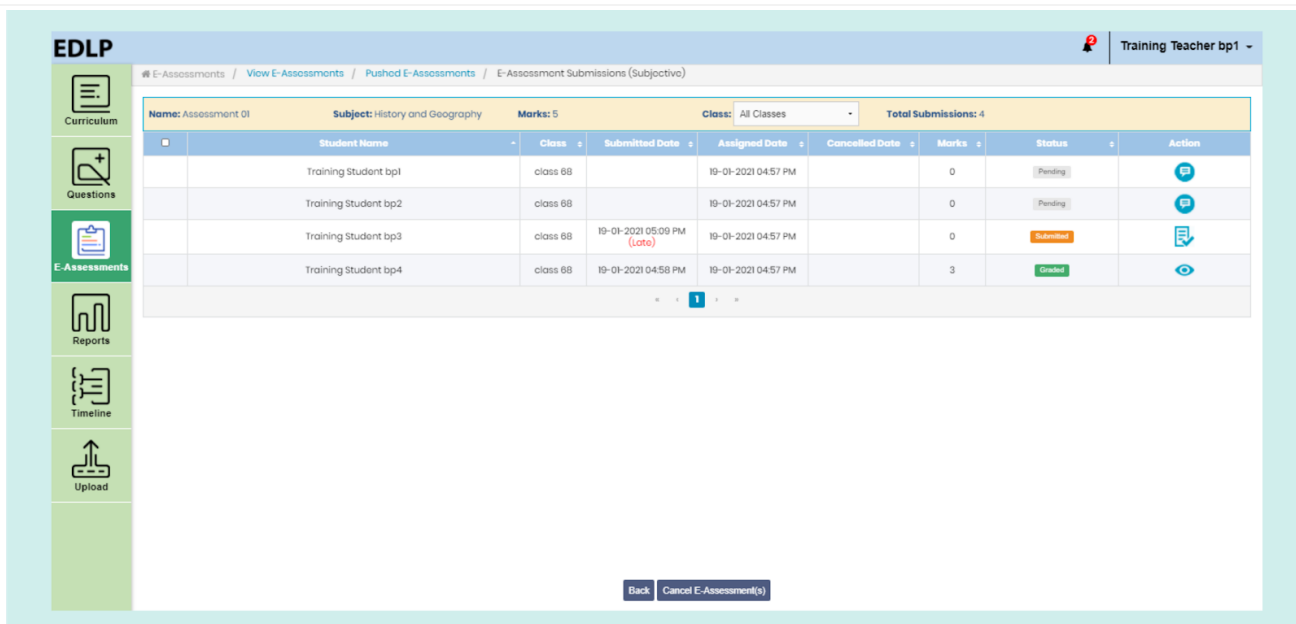 EDLP
2
Training Teacher bp1
E-Assessments / View E-Assessments / Pushed E-Assessments / E-Assessment Submissions (Subjective)
Name: Assessment 01 Subject: History and Geography Marks: 5 Class: All Classes Total Submissions: 4
Student Name Class Submitted Date Assigned Date Cancelled Date Marks Status Action
Training Student bp1 class 68 19-01-2021 04:57 PM 0 Pending
Training Student bp2 class 68 19-01-2021 04:57 PM 0 Pending
Training Student bp3 class 68 19-01-2021 05:09 PM (Late) 19-01-2021 04:57 PM 0 Submitted
Training Student bp4 class 68 19-01-2021 04:58 PM 19-01-2021 04:57 PM 3 Graded
« ‹ 1 › »
Curriculum
Questions
E-Assessments
Reports
Timeline
Upload
Back Cancel E-Assessment(s)